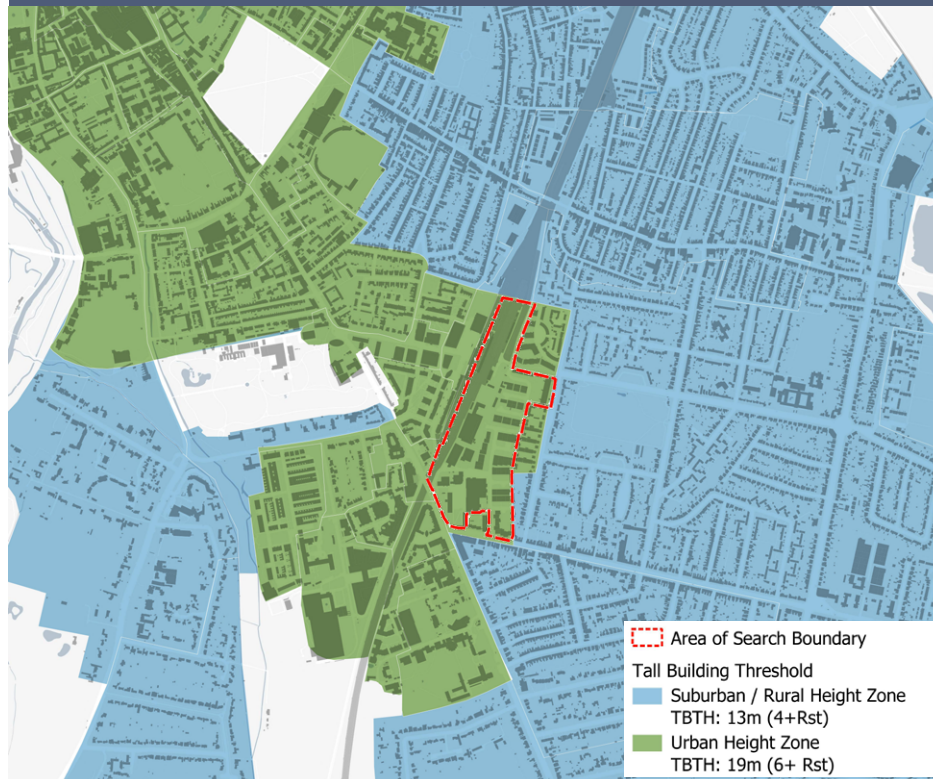 Area of Search Boundary
Tall Building Threshold
Suburban / Rural Height Zone
TBTH: 13m (4+Rst)
Urban Height Zone
TBTH: 19m (6+ Rst)